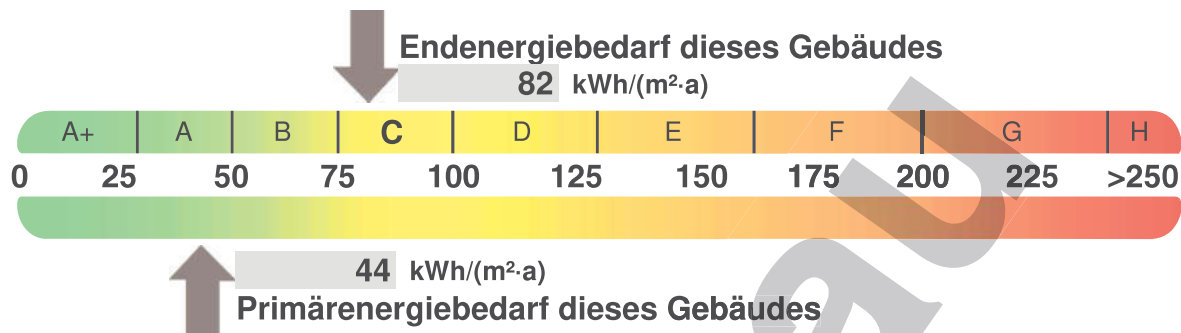 Endenergiebedarf dieses Gebäudes
82 kWh/(m²·a)
A+ A B C D E F G H
0 25 50 75 100 125 150 175 200 225 >250
44 kWh/(m²·a)
Primärenergiebedarf dieses Gebäudes
au